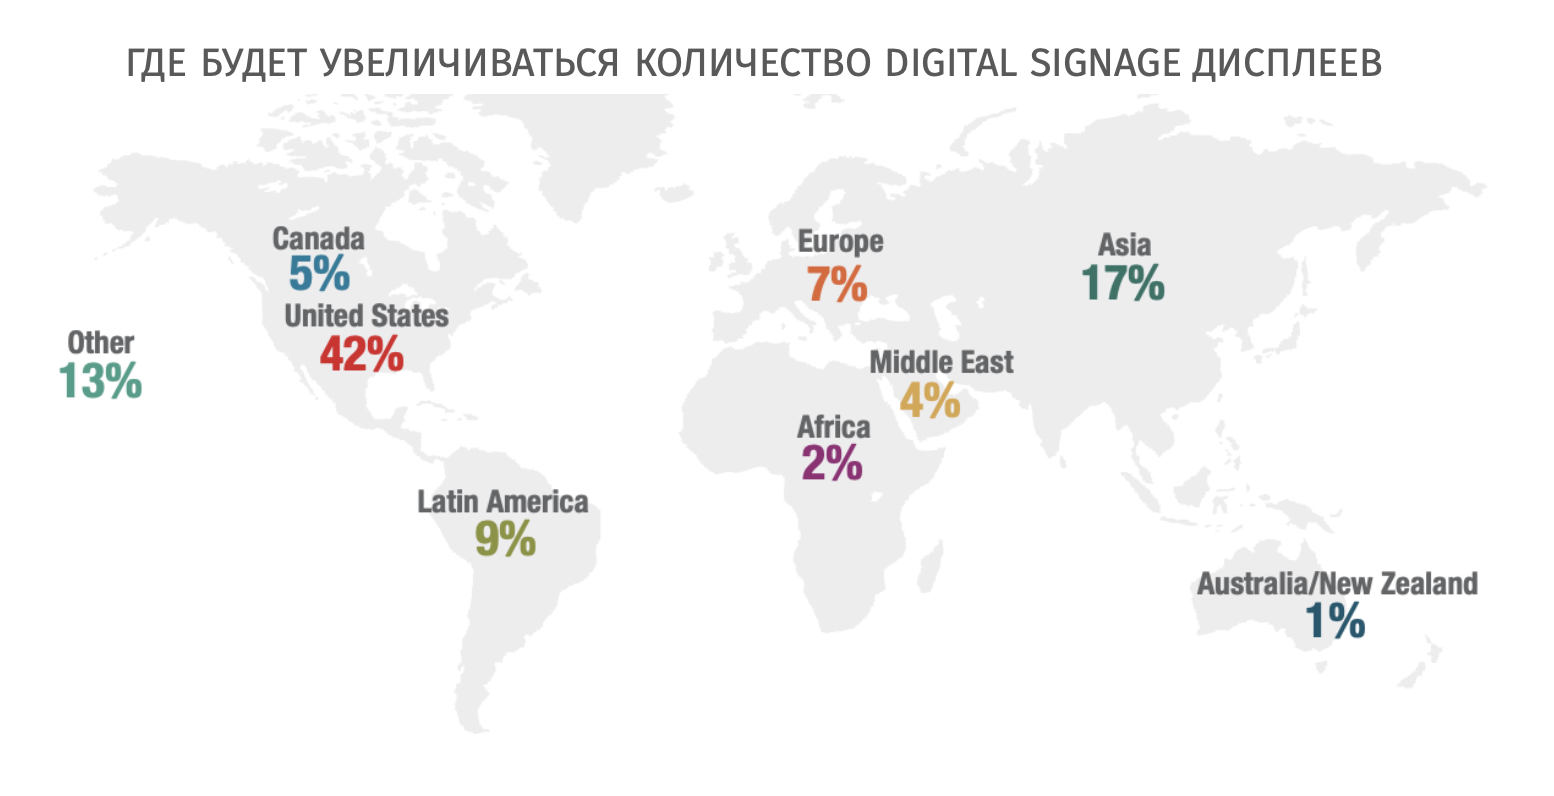 ГДЕ БУДЕТ УВЕЛИЧИВАТЬСЯ КОЛИЧЕСТВО DIGITAL SIGNAGE ДИСПЛЕЕВ
Canada
5%
United States
42%
Other
13%
Latin America
9%
Europe
7%
Asia
17%
Middle East
4%
Africa
2%
Australia/New Zealand
1%